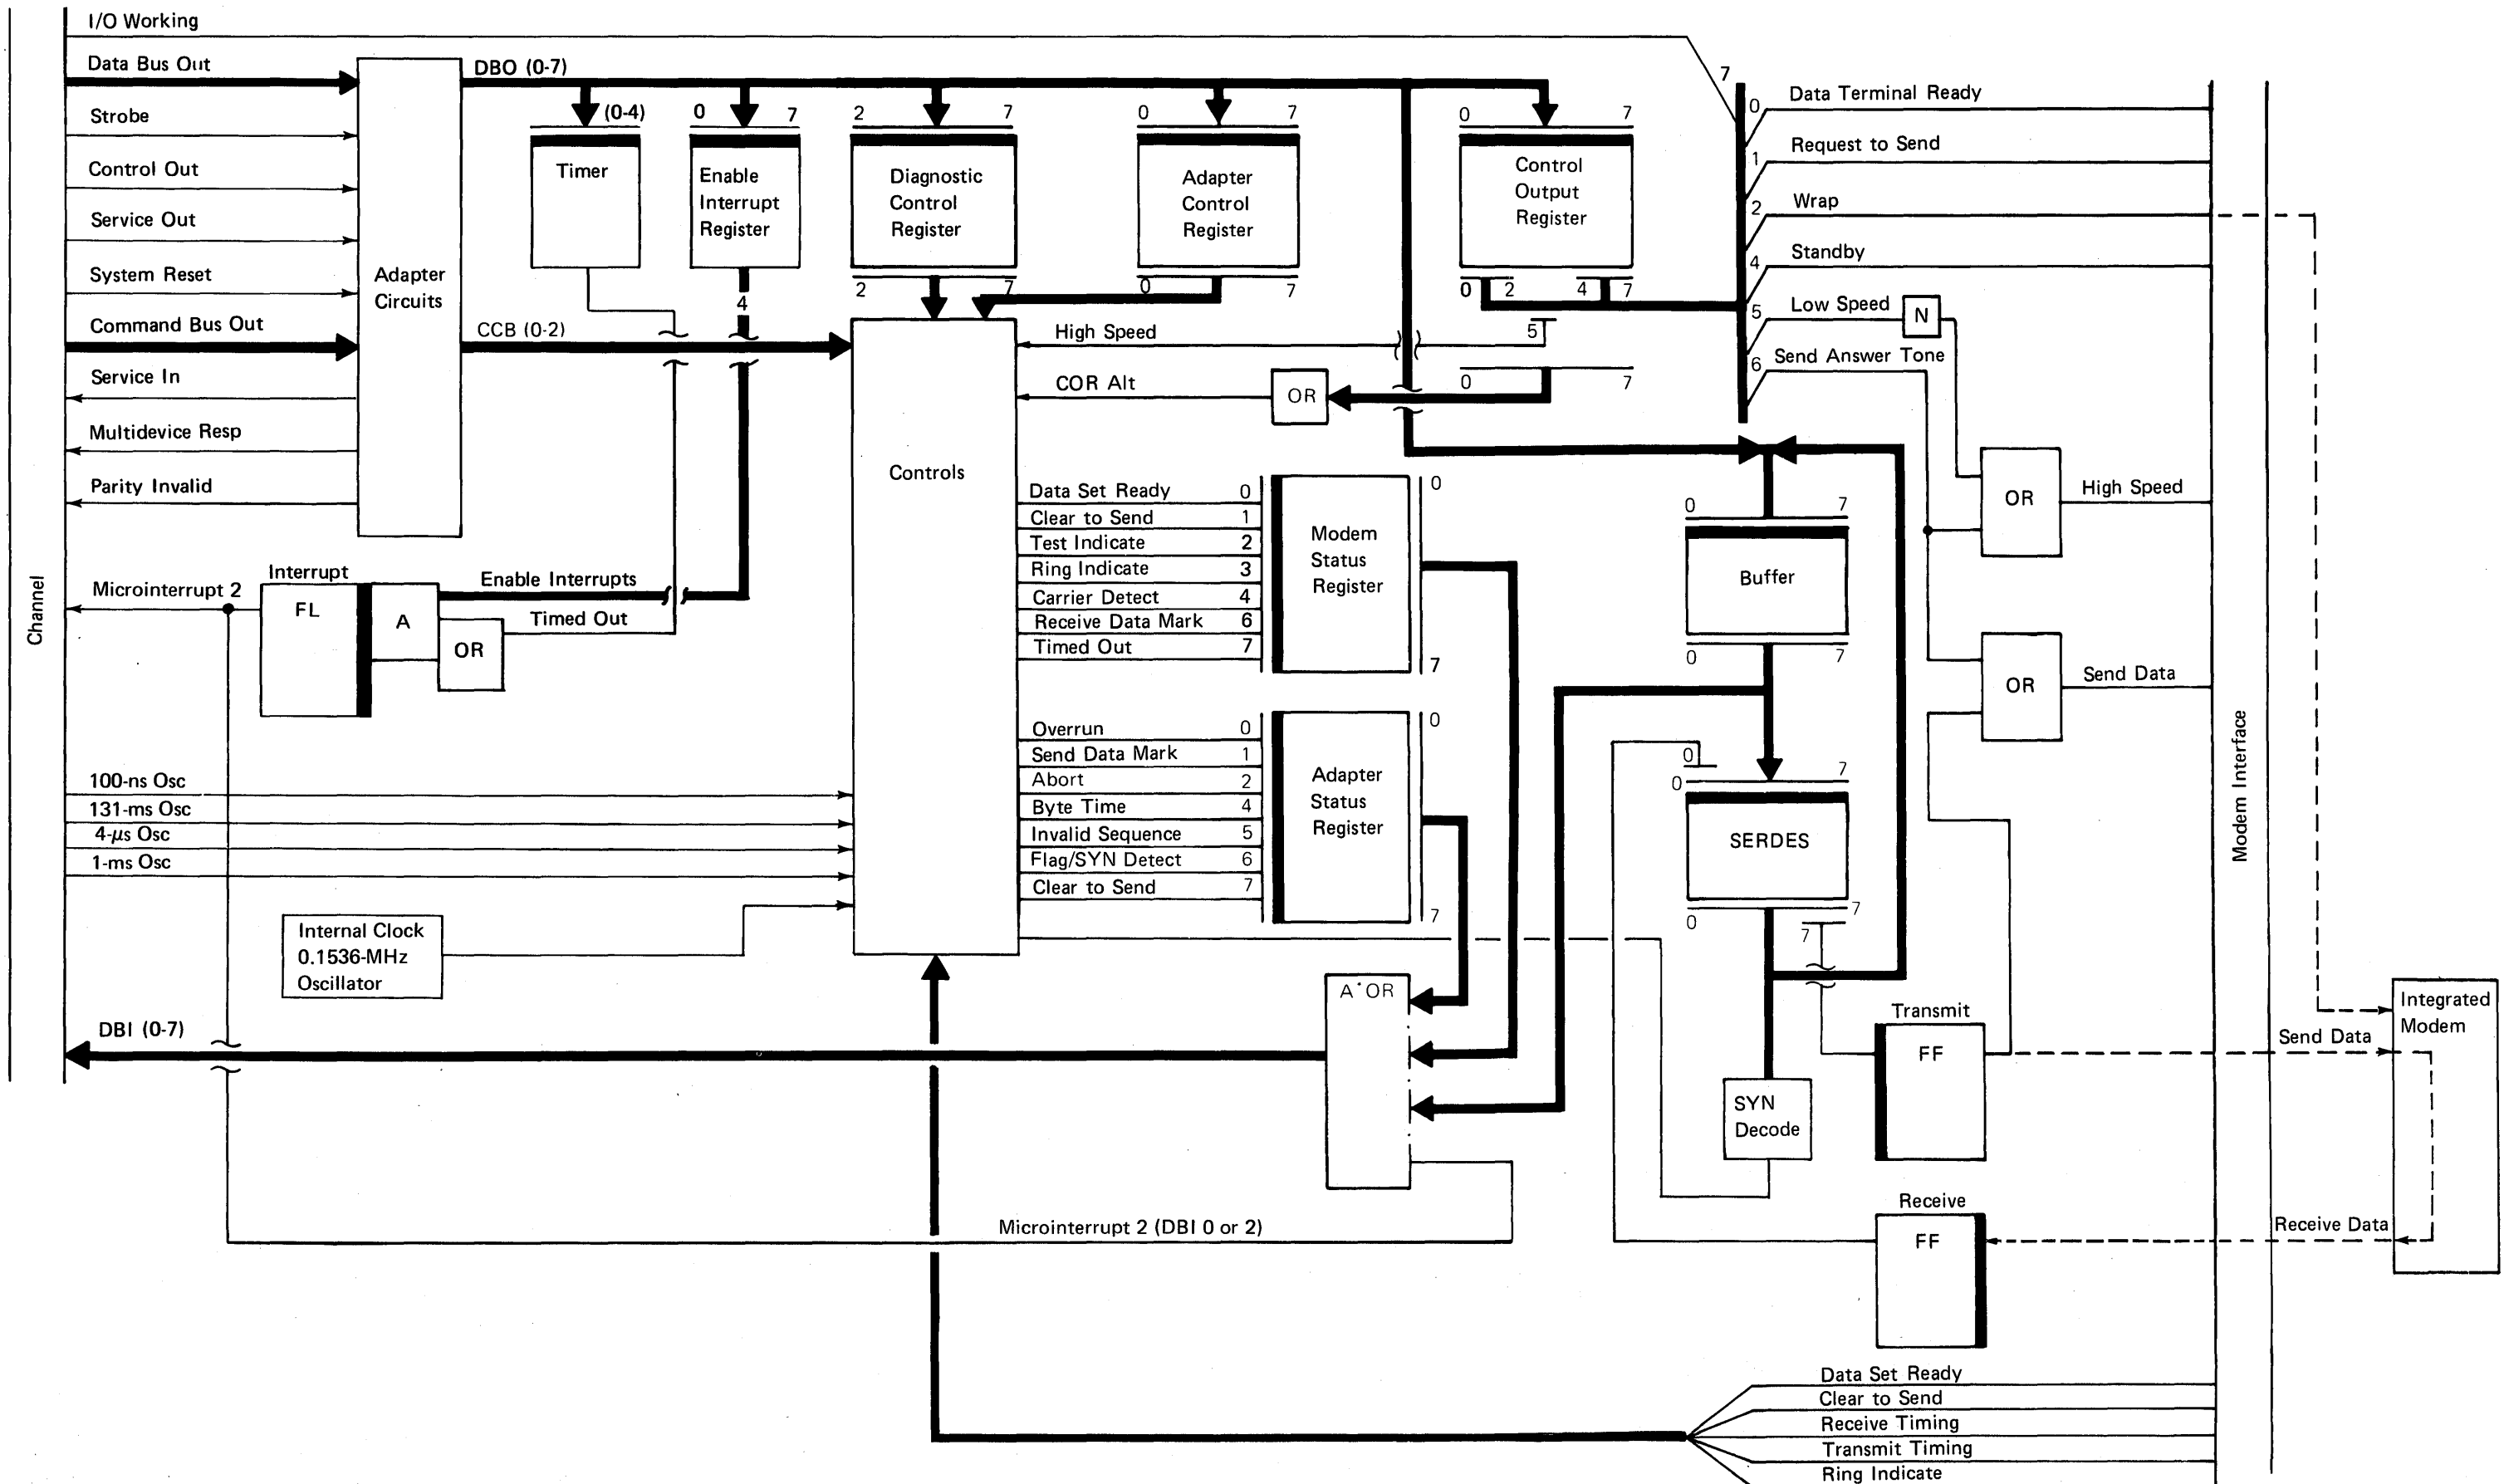 I/O Working
Data Bus Out
Strobe
Control Out
Service Out
System Reset
Command Bus Out
Service In
Multidevice Resp
Parity Invalid
Adapter
Circuits
DBO (0-7)
CCB (0-2)
(0-4)
Timer
0 7
Enable
Interrupt
Register
4
2 7
Diagnostic
Control
Register
2 7
0 7
Adapter
Control
Register
0 7
0 7
Control
Output
Register
0 2 4 7
5
High Speed
COR Alt
OR
0 7
7
0
Data Terminal Ready
1
Request to Send
2
Wrap
4
Standby
5
Low Speed
N
6
Send Answer Tone
OR
High Speed
OR
Send Data
Channel
Microinterrupt 2
Interrupt
FL
A
OR
Enable Interrupts
Timed Out
Controls
Data Set Ready 0
Clear to Send 1
Test Indicate 2
Ring Indicate 3
Carrier Detect 4
Receive Data Mark 6
Timed Out 7
Modem
Status
Register
0
7
Overrun 0
Send Data Mark 1
Abort 2
Byte Time 4
Invalid Sequence 5
Flag/SYN Detect 6
Clear to Send 7
Adapter
Status
Register
0
7
0 7
Buffer
0 7
0
0 7
SERDES
0 7
7
100-ns Osc
131-ms Osc
4-μs Osc
1-ms Osc
Internal Clock
0.1536-MHz
Oscillator
DBI (0-7)
A·OR
SYN
Decode
Transmit
FF
Receive
FF
Microinterrupt 2 (DBI 0 or 2)
Modem Interface
Integrated
Modem
Send Data
Receive Data
Data Set Ready
Clear to Send
Receive Timing
Transmit Timing
Ring Indicate